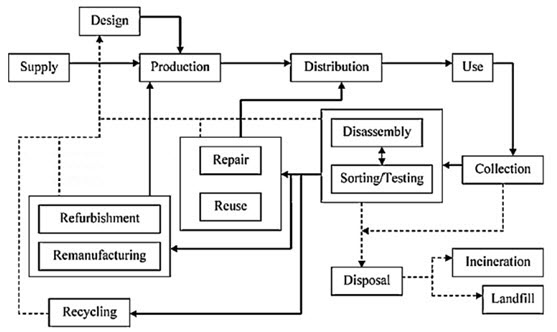 Design
Supply
Production
Distribution
Use
Disassembly
Repair
Sorting/Testing
Collection
Reuse
Refurbishment
Remanufacturing
Incineration
Disposal
Landfill
Recycling